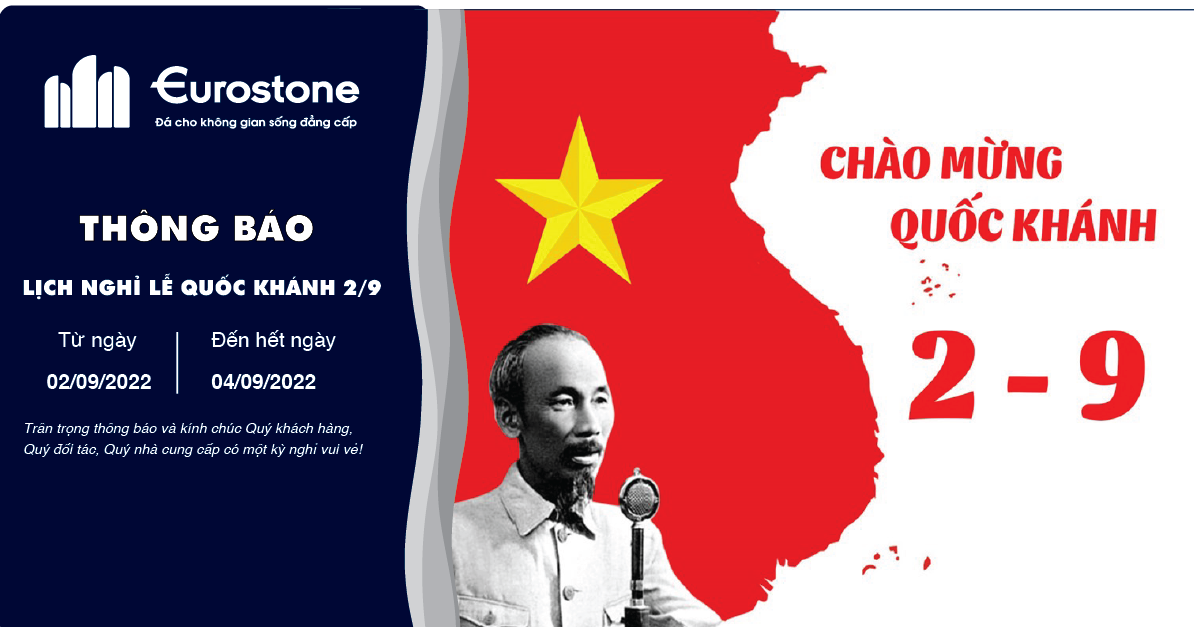 Eurostone
Đá cho không gian sống đẳng cấp
THÔNG BÁO
LỊCH NGHỈ LỄ QUỐC KHÁNH 2/9
Từ ngày
Đến hết ngày
02/09/2022
04/09/2022
Trân trọng thông báo và kính chúc Quý khách hàng,
Quý đối tác, Quý nhà cung cấp có một kỳ nghỉ vui vẻ!
CHÀO MỪNG
QUỐC KHÁNH
2 - 9